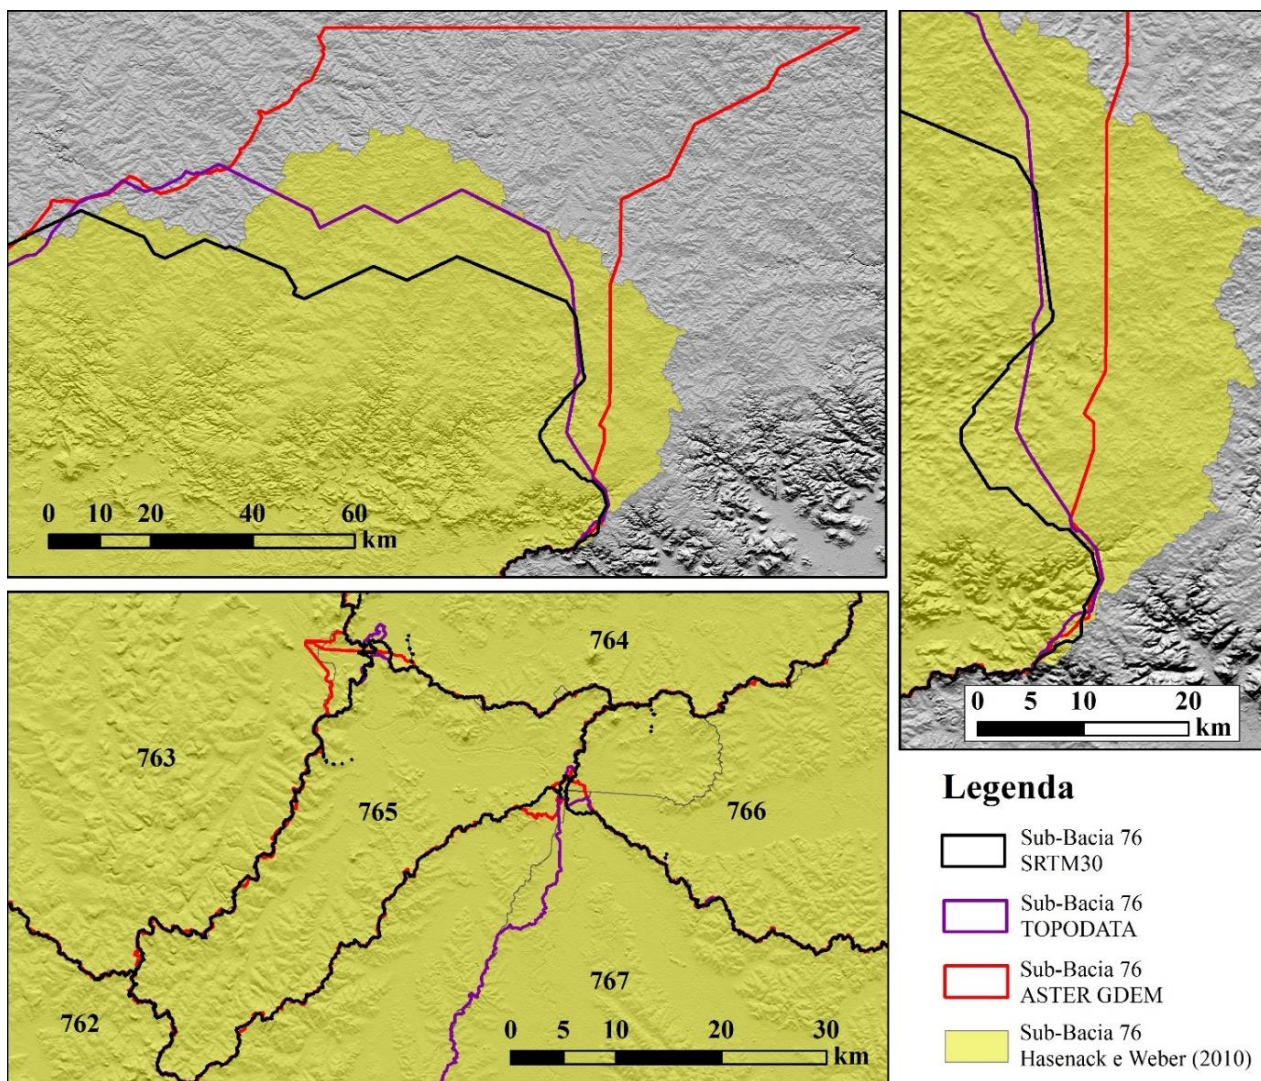 0 10 20 40 60
km
0 5 10 20
km
764
763
765
766
767
762
0 5 10 20 30
km
Legenda
Sub-Bacia 76
SRTM30
Sub-Bacia 76
TOPODATA
Sub-Bacia 76
ASTER GDEM
Sub-Bacia 76
Hasenack e Weber (2010)